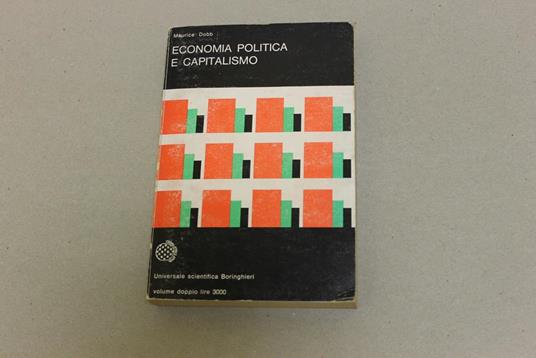 Maurice Dobb
ECONOMIA POLITICA
E CAPITALISMO
Universale scientifica Boringhieri
volume doppio lire 3000